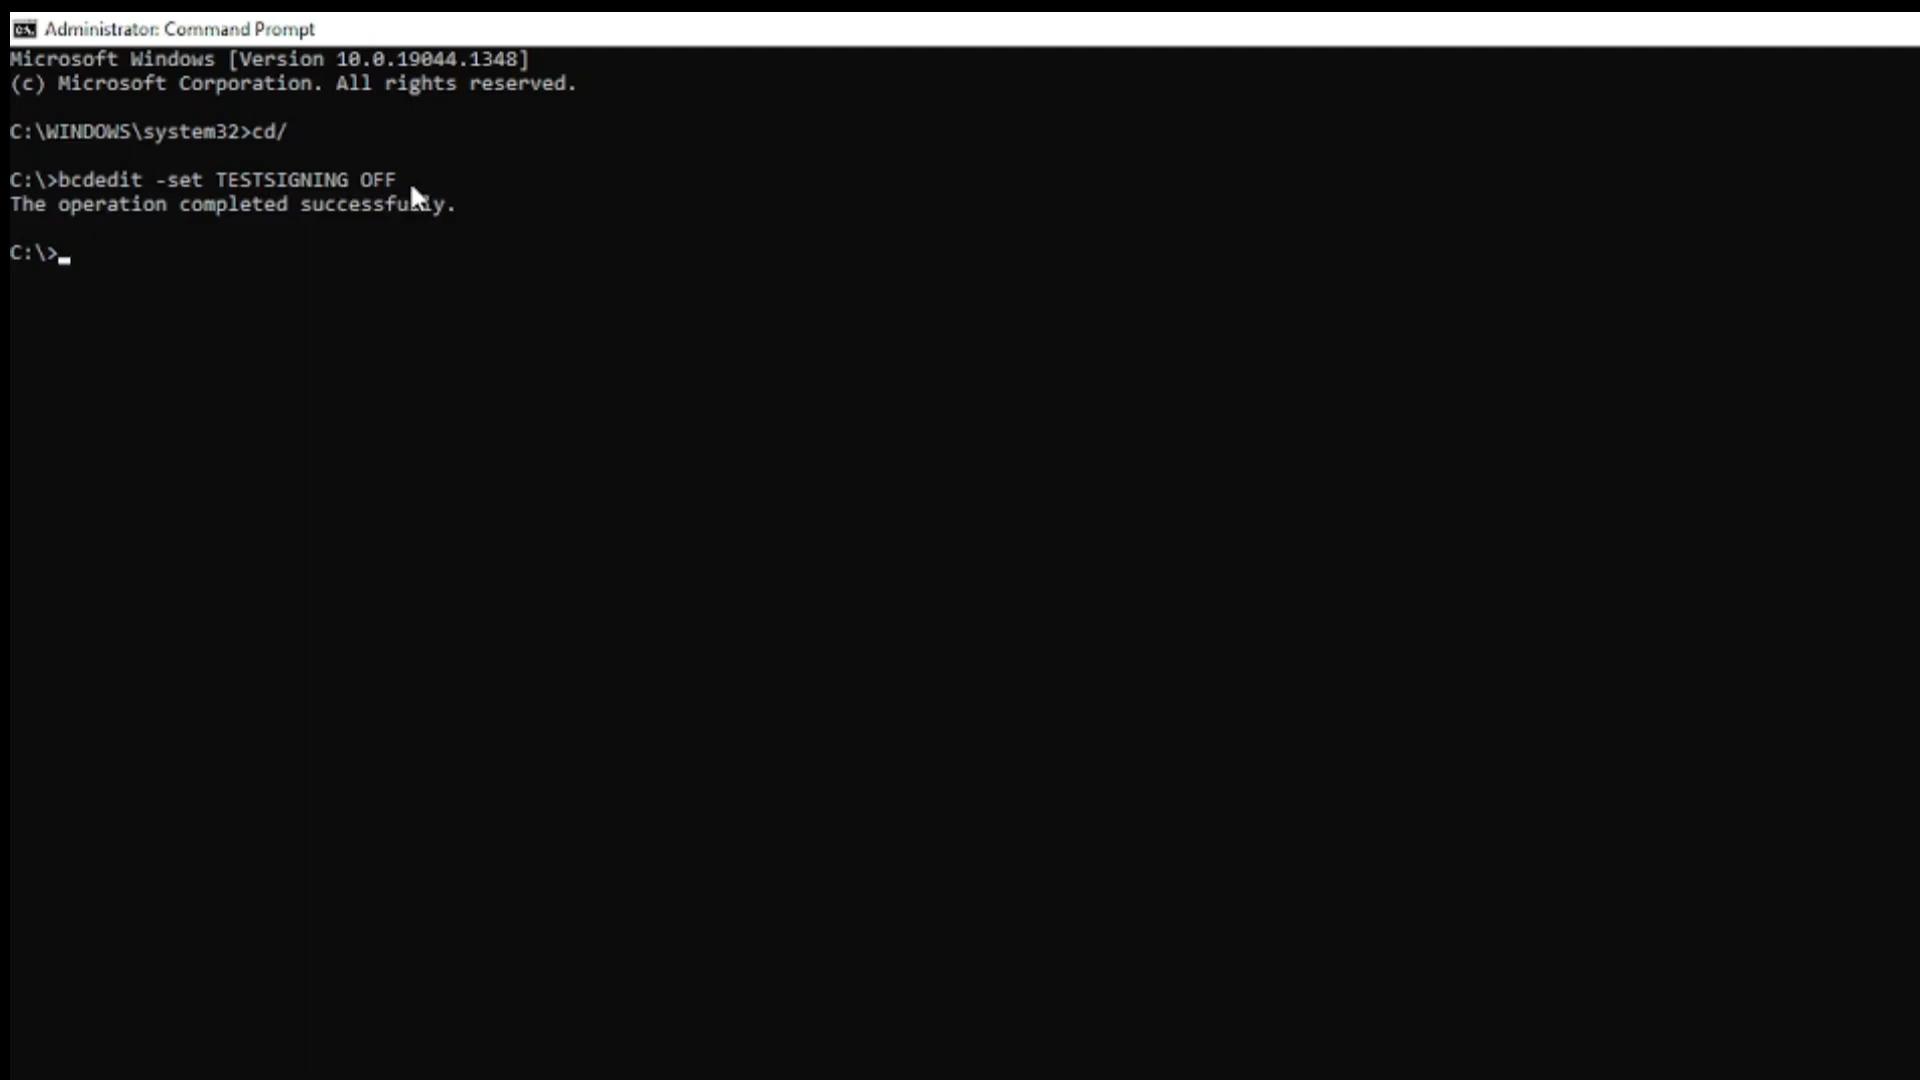 Administrator: Command Prompt
Microsoft Windows [Version 10.0.19044.1348]
(c) Microsoft Corporation. All rights reserved.
C:\WINDOWS\system32>cd/
C:\>bcdedit -set TESTSIGNING OFF
The operation completed successfully.
C:\>